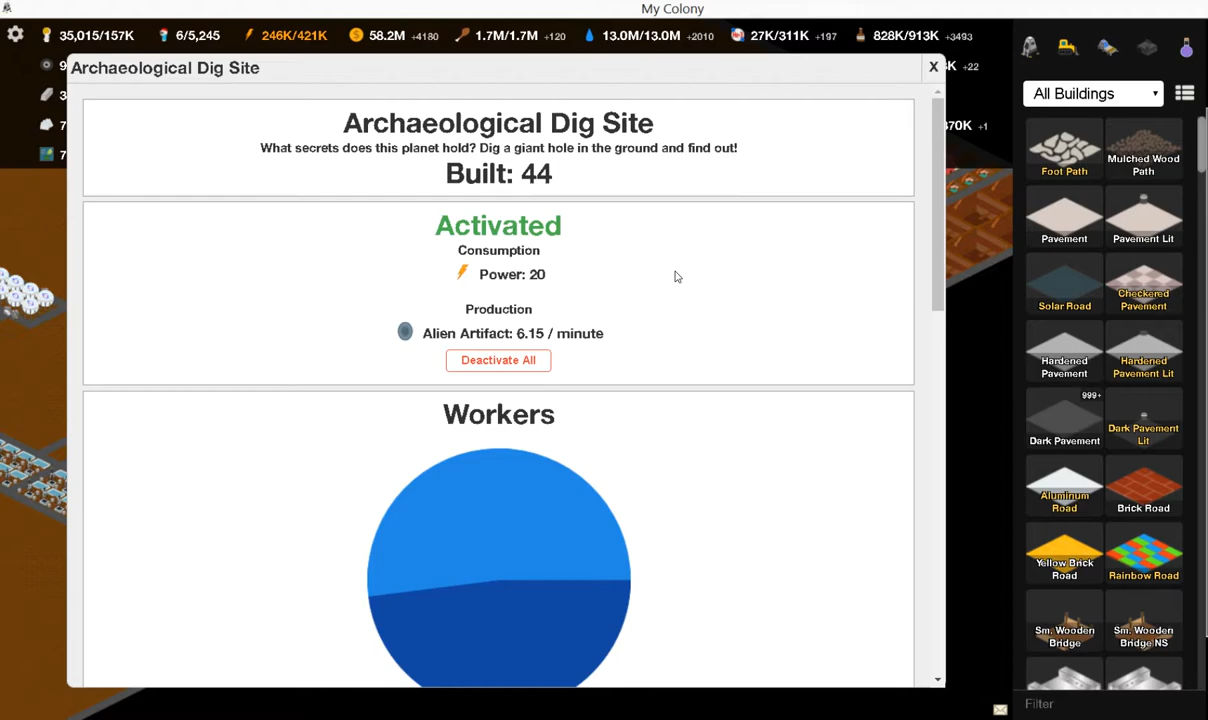 My Colony
35,015/157K 6/5,245 246K/421K 58.2M +4180 1.7M/1.7M +120 13.0M/13.0M +2010 27K/311K +197 828K/913K +3493
Archaeological Dig Site X
+22
Archaeological Dig Site
What secrets does this planet hold? Dig a giant hole in the ground and find out!
Built: 44
Activated
Consumption
Power: 20
Production
Alien Artifact: 6.15 / minute
Deactivate All
Workers
All Buildings
Foot Path
Mulched Wood
Path
Pavement
Pavement Lit
Solar Road
Checkered
Pavement
Hardened
Pavement
Hardened
Pavement Lit
999+
Dark Pavement
Dark Pavement
Lit
Aluminum
Road
Brick Road
Yellow Brick
Road
Rainbow Road
Sm. Wooden
Bridge
Sm. Wooden
Bridge NS
Filter